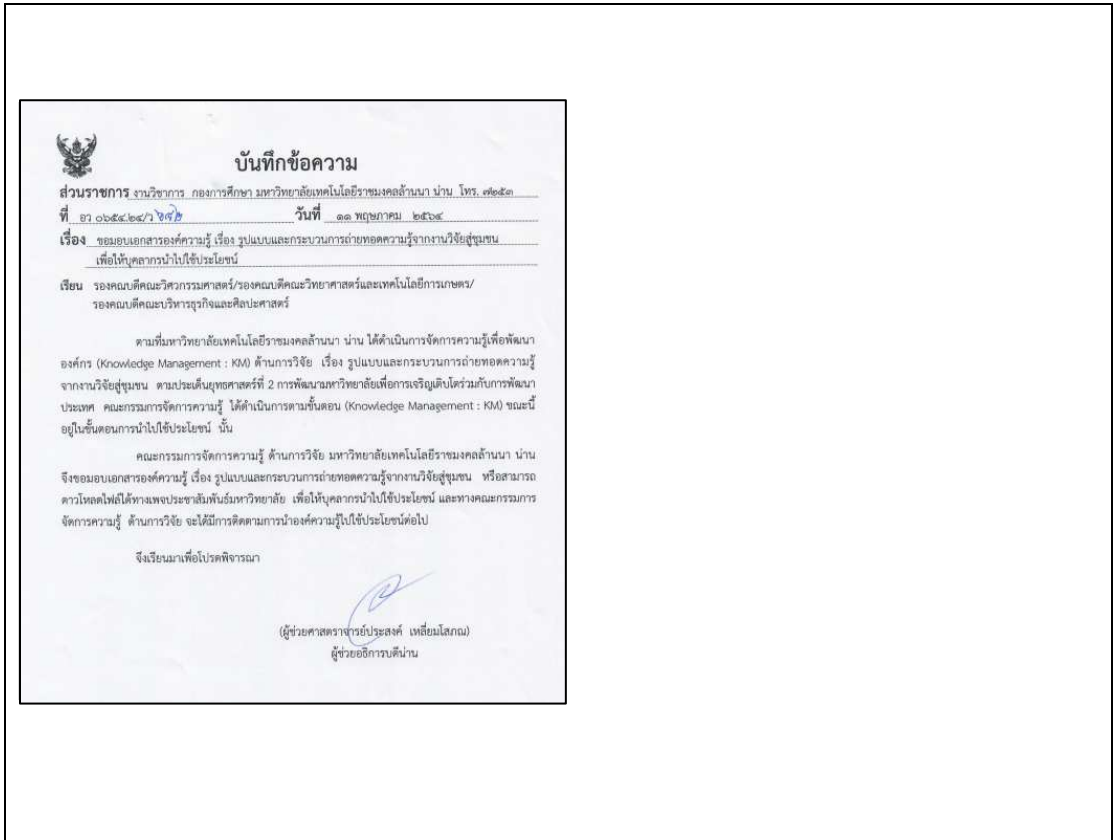 บันทึกข้อความ
ส่วนราชการ งานวิชาการ กองการศึกษา มหาวิทยาลัยเทคโนโลยีราชมงคลล้านนา น่าน โทร. ๗๒๕๓
ที่ อว ๐๖๕๔.๒๔/ว วันที่ ๑๑ พฤษภาคม ๒๕๖๔
เรื่อง ขอมอบเอกสารองค์ความรู้ เรื่อง รูปแบบและกระบวนการถ่ายทอดความรู้จากงานวิจัยสู่ชุมชน
เพื่อให้บุคลากรนำไปใช้ประโยชน์
เรียน รองคณบดีคณะวิศวกรรมศาสตร์/รองคณบดีคณะวิทยาศาสตร์และเทคโนโลยีการเกษตร/
รองคณบดีคณะบริหารธุรกิจและศิลปะศาสตร์
ตามที่มหาวิทยาลัยเทคโนโลยีราชมงคลล้านนา น่าน ได้ดำเนินการจัดการความรู้เพื่อพัฒนา
องค์กร (Knowledge Management : KM) ด้านการวิจัย เรื่อง รูปแบบและกระบวนการถ่ายทอดความรู้
จากงานวิจัยสู่ชุมชน ตามประเด็นยุทธศาสตร์ที่ 2 การพัฒนามหาวิทยาลัยเพื่อการเจริญเติบโตร่วมกับการพัฒนา
ประเทศ คณะกรรมการจัดการความรู้ ได้ดำเนินการตามขั้นตอน (Knowledge Management : KM) ขณะนี้
อยู่ในขั้นตอนการนำไปใช้ประโยชน์ นั้น
คณะกรรมการจัดการความรู้ ด้านการวิจัย มหาวิทยาลัยเทคโนโลยีราชมงคลล้านนา น่าน
จึงขอมอบเอกสารองค์ความรู้ เรื่อง รูปแบบและกระบวนการถ่ายทอดความรู้จากงานวิจัยสู่ชุมชน หรือสามารถ
ดาวโหลดไฟล์ได้ทางเพจประชาสัมพันธ์มหาวิทยาลัย เพื่อให้บุคลากรนำไปใช้ประโยชน์ และทางคณะกรรมการ
จัดการความรู้ ด้านการวิจัย จะได้มีการติดตามการนำองค์ความรู้ไปใช้ประโยชน์ต่อไป
จึงเรียนมาเพื่อโปรดพิจารณา
(ผู้ช่วยศาสตราจารย์ประสงค์ เหลี่ยมโสภณ)
ผู้ช่วยอธิการบดีน่าน